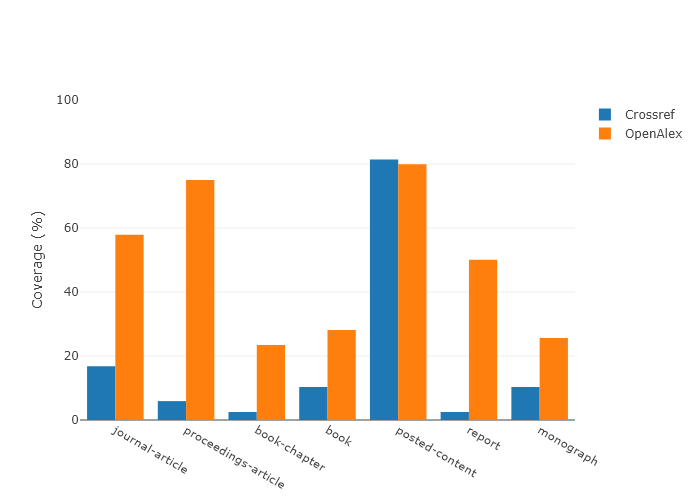 100
80
60
40
20
0
Coverage (%)
journal-article
proceedings-article
book-chapter
book
posted-content
report
monograph
Crossref
OpenAlex